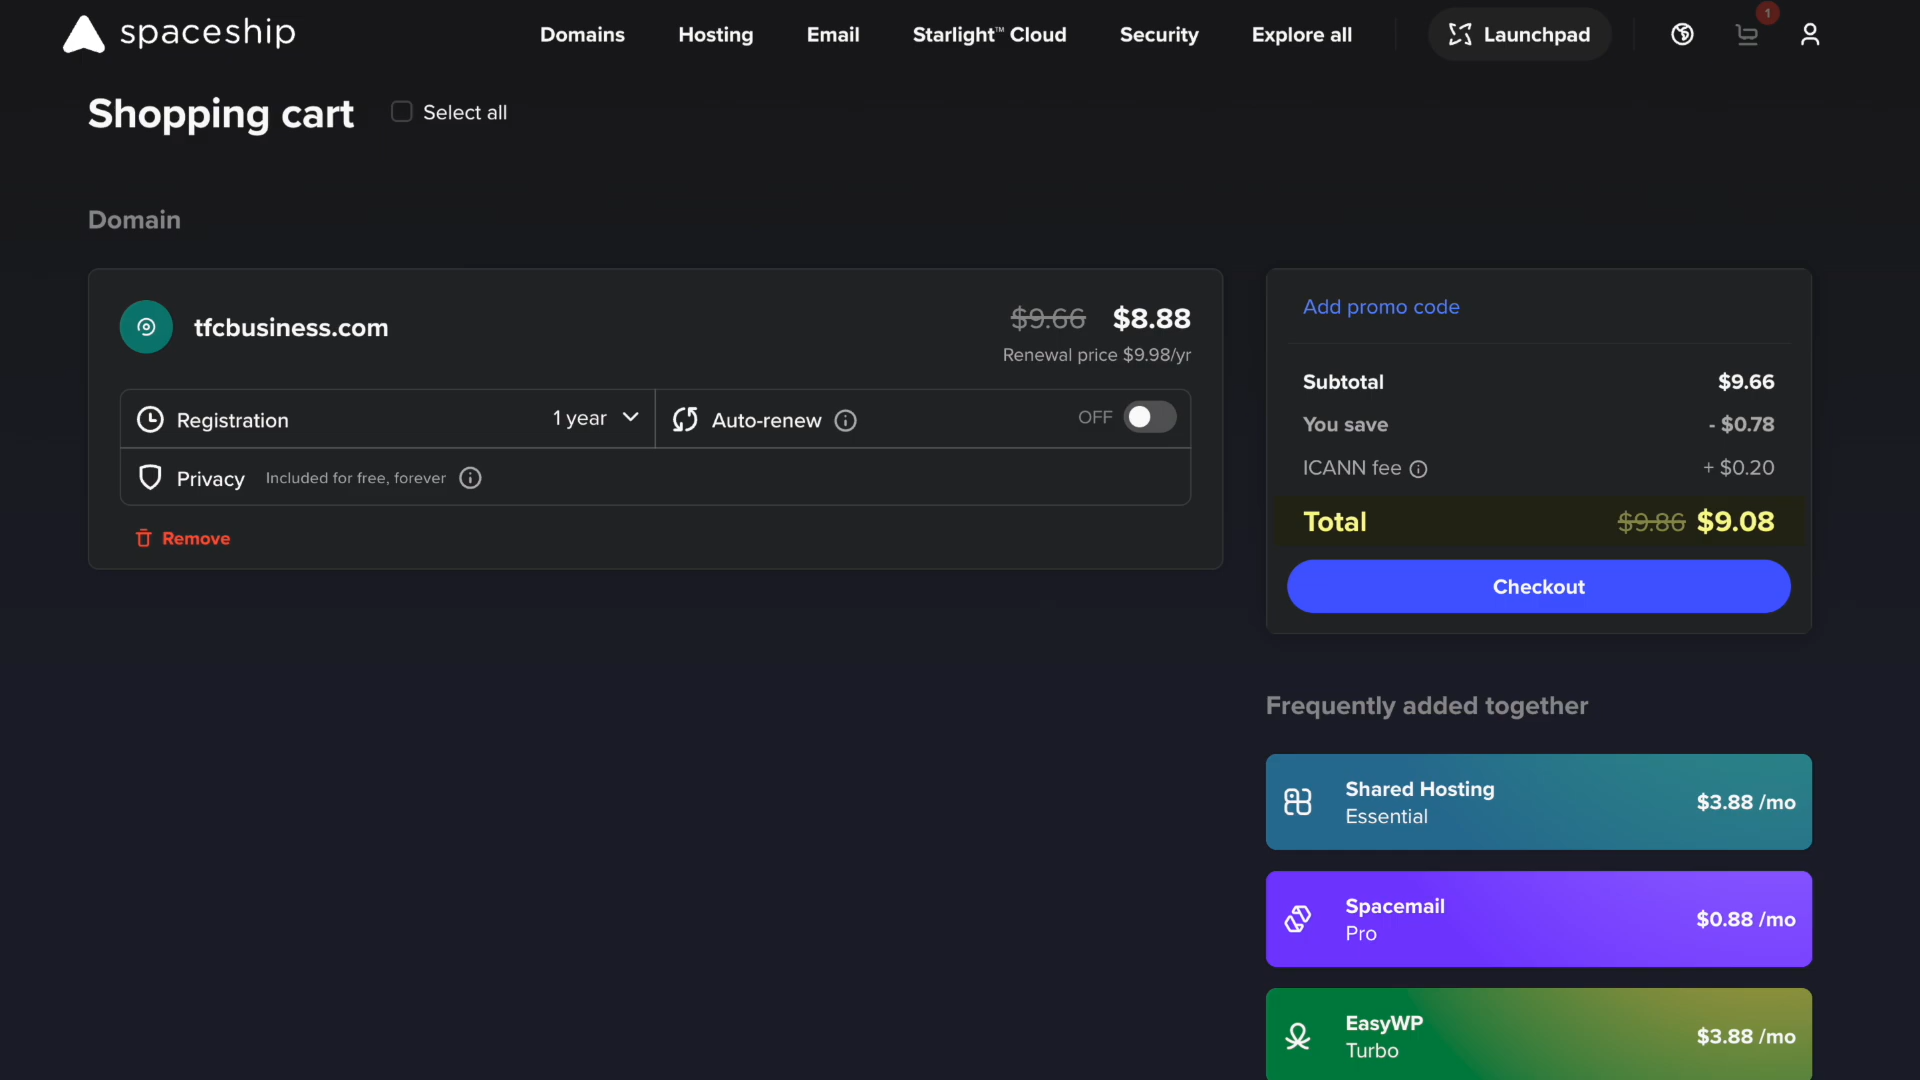 spaceship
Domains
Hosting
Email
Starlight™ Cloud
Security
Explore all
Launchpad
1
Shopping cart
Select all
Domain
tfcbusiness.com
$9.66 $8.88
Renewal price $9.98/yr
Registration
1 year
Auto-renew
OFF
Privacy
Included for free, forever
Remove
Add promo code
Subtotal $9.66
You save - $0.78
ICANN fee + $0.20
Total $9.86 $9.08
Checkout
Frequently added together
Shared Hosting
Essential
$3.88 /mo
Spacemail
Pro
$0.88 /mo
EasyWP
Turbo
$3.88 /mo